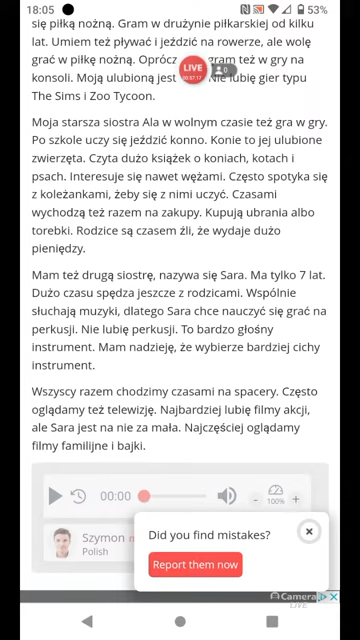 18:05
53%
się piłką nożną. Gram w drużynie piłkarskiej od kilku
lat. Umiem też pływać i jeździć na rowerze, ale wolę
grać w piłkę nożną. Oprócz gram też w gry na
konsoli. Moją ulubioną jest Nie lubię gier typu
The Sims i Zoo Tycoon.
LIVE
00:07:17
0
Moja starsza siostra Ala w wolnym czasie też gra w gry.
Po szkole uczy się jeździć konno. Konie to jej ulubione
zwierzęta. Czyta dużo książek o koniach, kotach i
psach. Interesuje się nawet wężami. Często spotyka się
z koleżankami, żeby się z nimi uczyć. Czasami
wychodzą też razem na zakupy. Kupują ubrania albo
torebki. Rodzice są czasem źli, że wydaje dużo
pieniędzy.
Mam też drugą siostrę, nazywa się Sara. Ma tylko 7 lat.
Dużo czasu spędza jeszcze z rodzicami. Wspólnie
słuchają muzyki, dlatego Sara chce nauczyć się grać na
perkusji. Nie lubię perkusji. To bardzo głośny
instrument. Mam nadzieję, że wybierze bardziej cichy
instrument.
Wszyscy razem chodzimy czasami na spacery. Często
oglądamy też telewizję. Najbardziej lubię filmy akcji,
ale Sara jest na nie za mała. Najczęściej oglądamy
filmy familijne i bajki.
00:00
- 100% +
Szymon
Polish
Did you find mistakes?
Report them now
Camera
LIVE